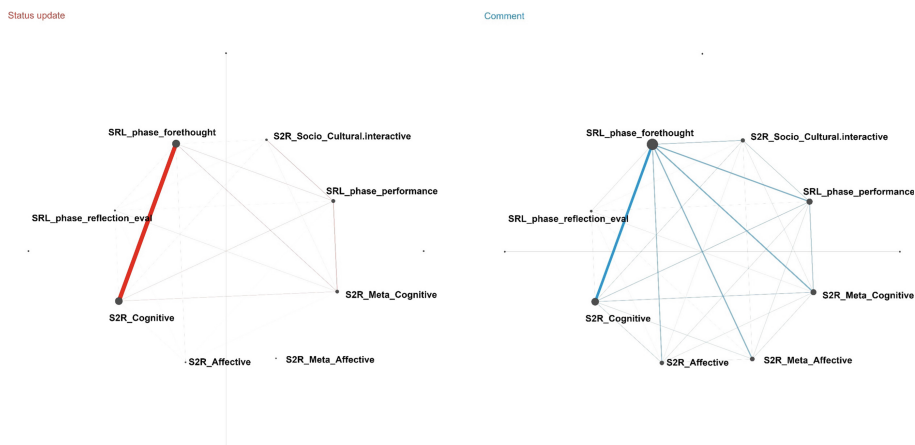 Status update
SRL_phase_forethought
S2R_Socio_Cultural.interactive
SRL_phase_performance
SRL_phase_reflection_eval
S2R_Meta_Cognitive
S2R_Cognitive
S2R_Affective
S2R_Meta_Affective
Comment
SRL_phase_forethought
S2R_Socio_Cultural.interactive
SRL_phase_performance
SRL_phase_reflection_eval
S2R_Meta_Cognitive
S2R_Cognitive
S2R_Affective
S2R_Meta_Affective